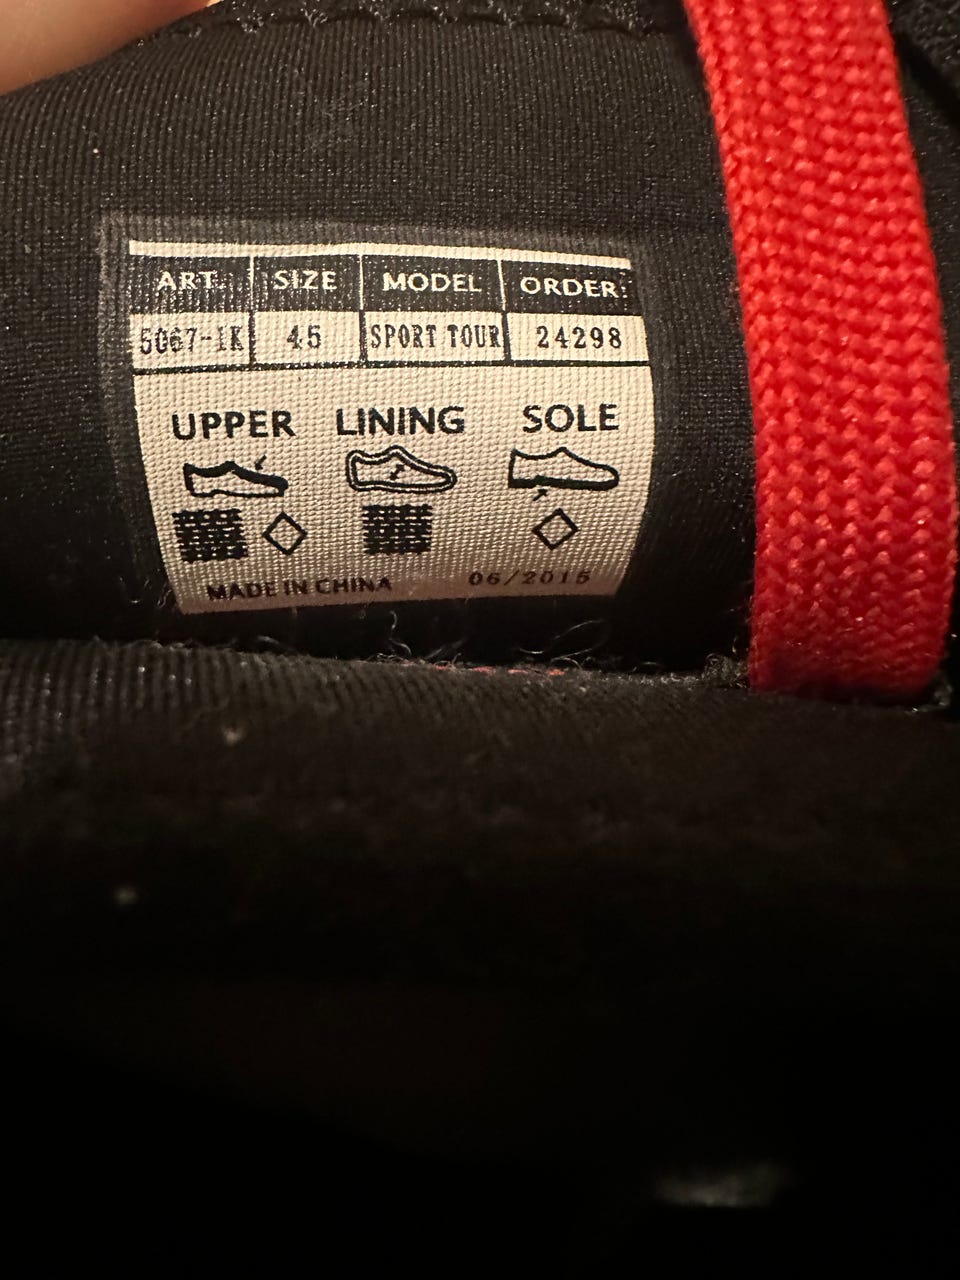 ART. SIZE MODEL ORDER:
5067-1K 45 SPORT TOUR 24298
UPPER LINING SOLE
MADE IN CHINA 06/2015